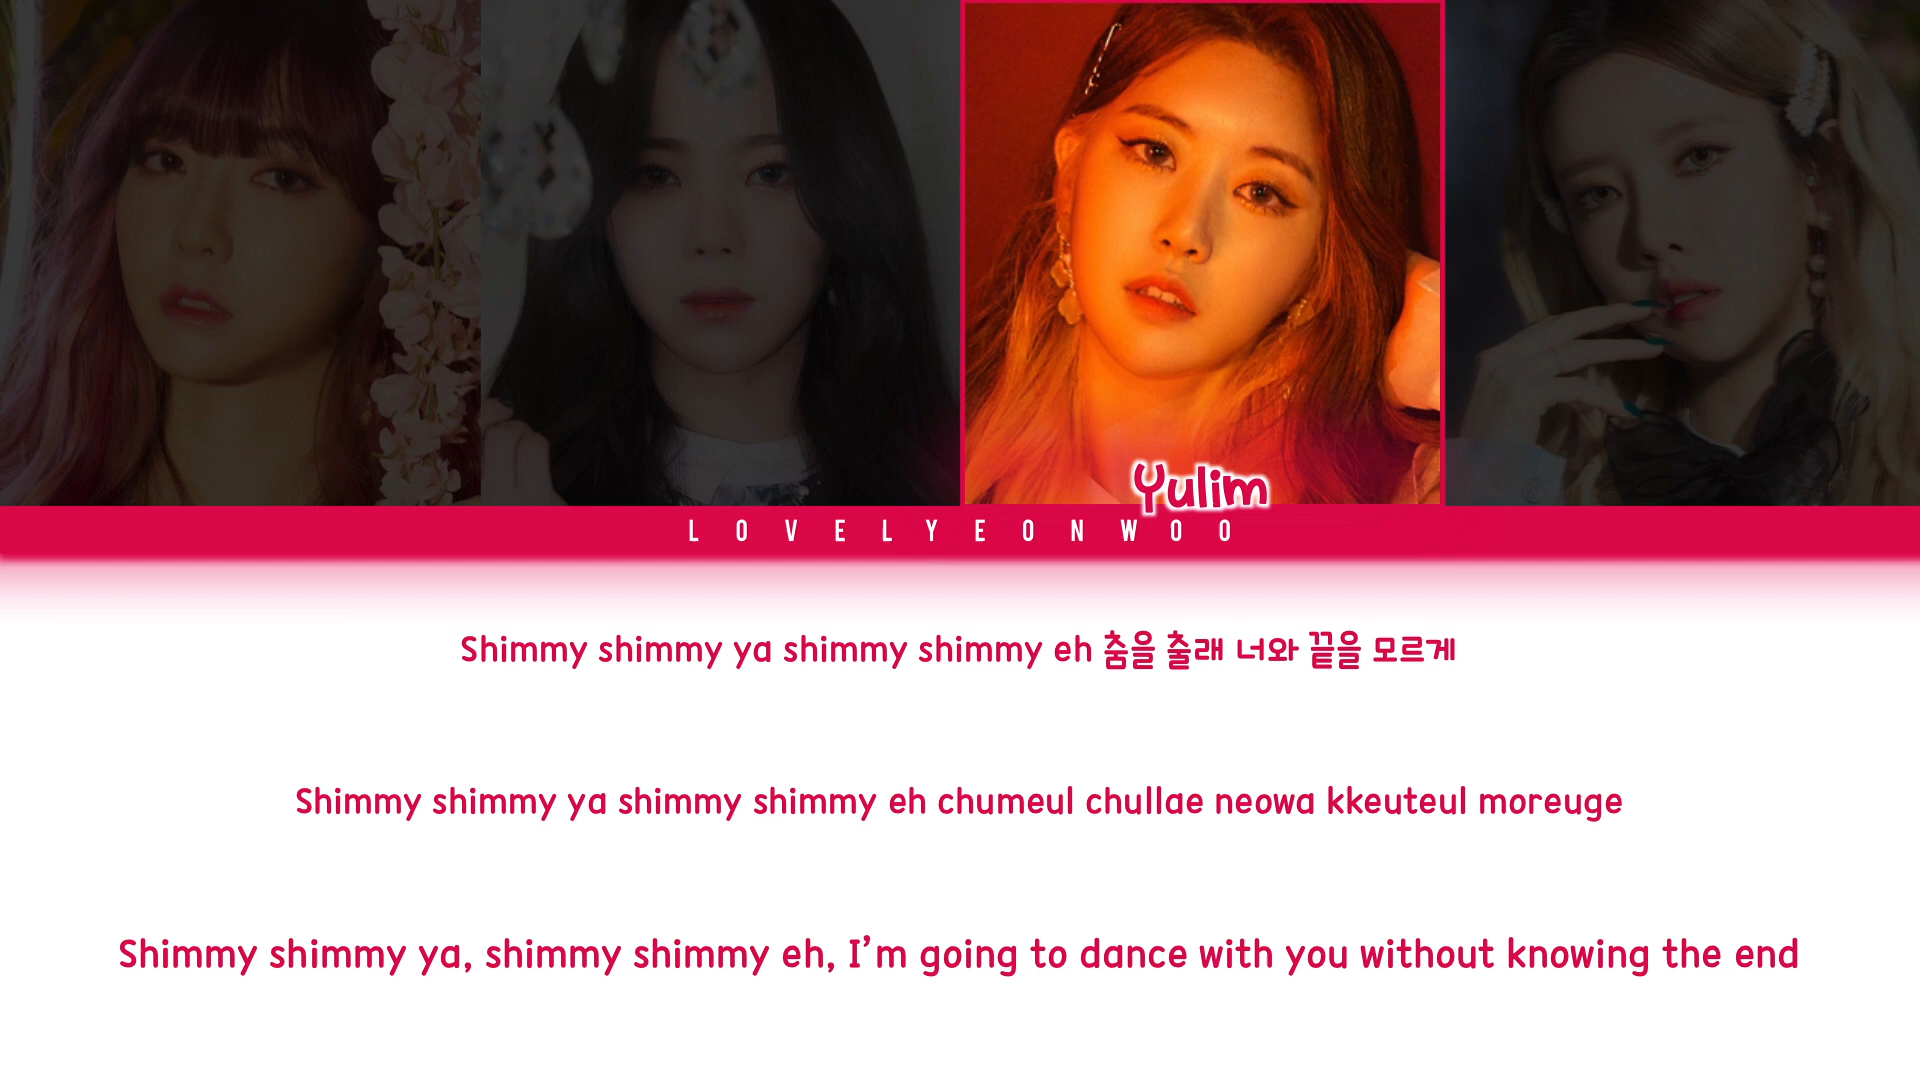 Yulim
LOVELYEONWOO
Shimmy shimmy ya shimmy shimmy eh 춤을 출래 너와 끝을 모르게
Shimmy shimmy ya shimmy shimmy eh chumeul chullae neowa kkeuteul moreuge
Shimmy shimmy ya, shimmy shimmy eh, I'm going to dance with you without knowing the end